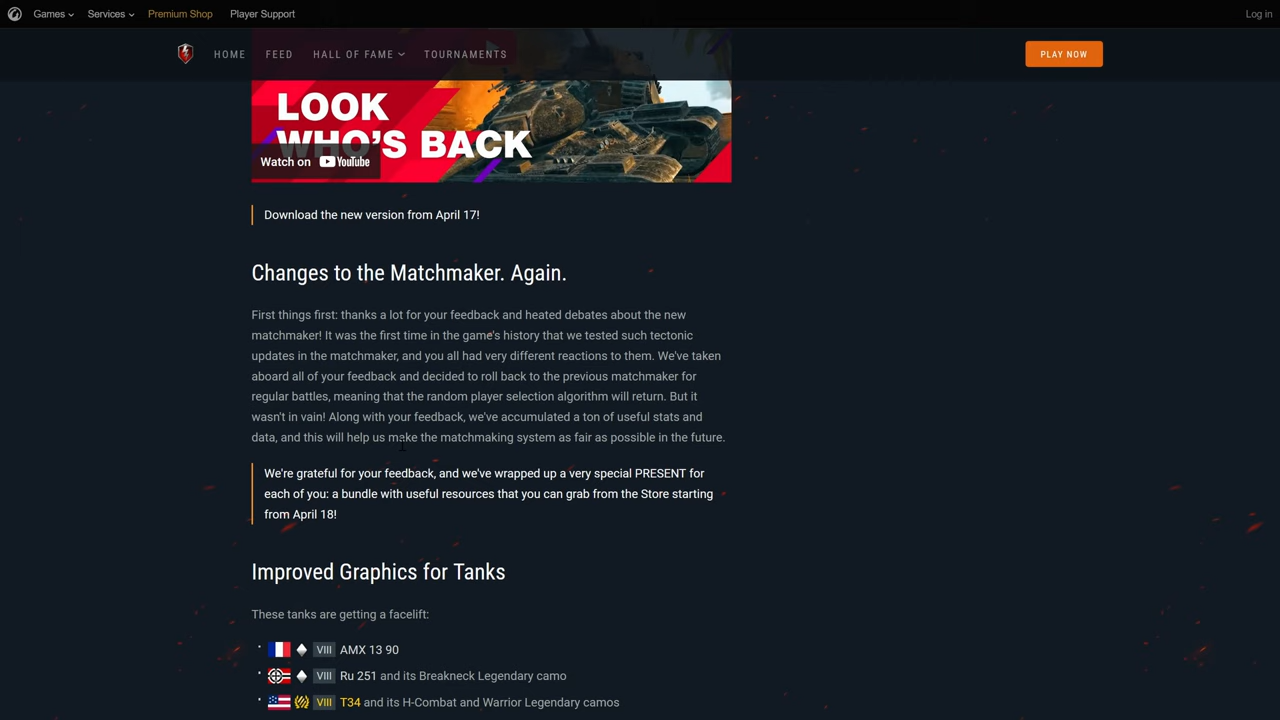 Games Services Premium Shop Player Support Log in
HOME FEED HALL OF FAME TOURNAMENTS PLAY NOW
LOOK
WHO'S BACK
Watch on YouTube
Download the new version from April 17!
Changes to the Matchmaker. Again.
First things first: thanks a lot for your feedback and heated debates about the new
matchmaker! It was the first time in the game's history that we tested such tectonic
updates in the matchmaker, and you all had very different reactions to them. We've taken
aboard all of your feedback and decided to roll back to the previous matchmaker for
regular battles, meaning that the random player selection algorithm will return. But it
wasn't in vain! Along with your feedback, we've accumulated a ton of useful stats and
data, and this will help us make the matchmaking system as fair as possible in the future.
We're grateful for your feedback, and we've wrapped up a very special PRESENT for
each of you: a bundle with useful resources that you can grab from the Store starting
from April 18!
Improved Graphics for Tanks
These tanks are getting a facelift:
VIII AMX 13 90
VIII Ru 251 and its Breakneck Legendary camo
VIII T34 and its H-Combat and Warrior Legendary camos